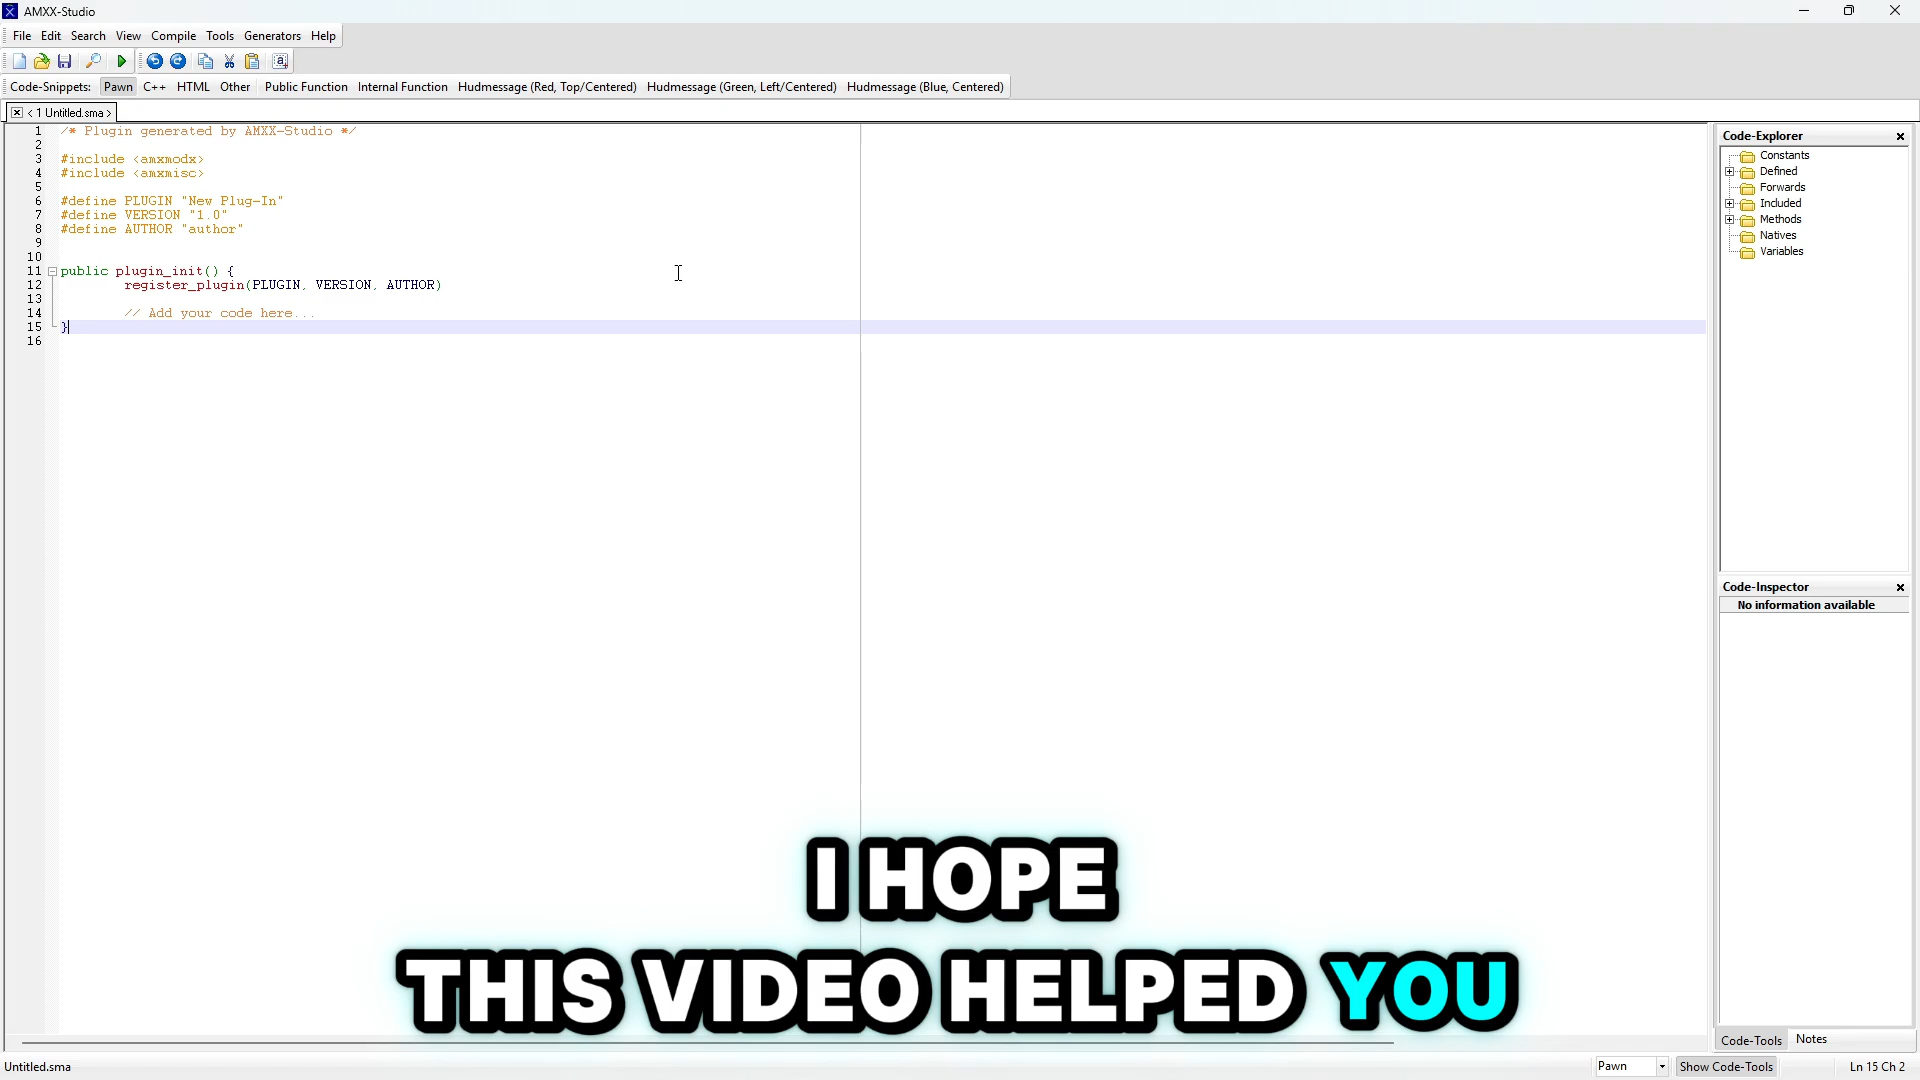 AMXX-Studio
File Edit Search View Compile Tools Generators Help
Code-Snippets: Pawn C++ HTML Other Public Function Internal Function Hudmessage (Red, Top/Centered) Hudmessage (Green, Left/Centered) Hudmessage (Blue, Centered)
< 1 Untitled.sma >
1 /* Plugin generated by AMXX-Studio */
2
3 #include <amxmodx>
4 #include <amxmisc>
5
6 #define PLUGIN "New Plug-In"
7 #define VERSION "1.0"
8 #define AUTHOR "author"
9
10
11 public plugin_init() {
12 register_plugin(PLUGIN, VERSION, AUTHOR)
13
14 // Add your code here...
15 }
16
Code-Explorer
Constants
Defined
Forwards
Included
Methods
Natives
Variables
Code-Inspector
No information available
I HOPE
THIS VIDEO HELPED YOU
Code-Tools Notes
Untitled.sma Pawn Show Code-Tools Ln 15 Ch 2